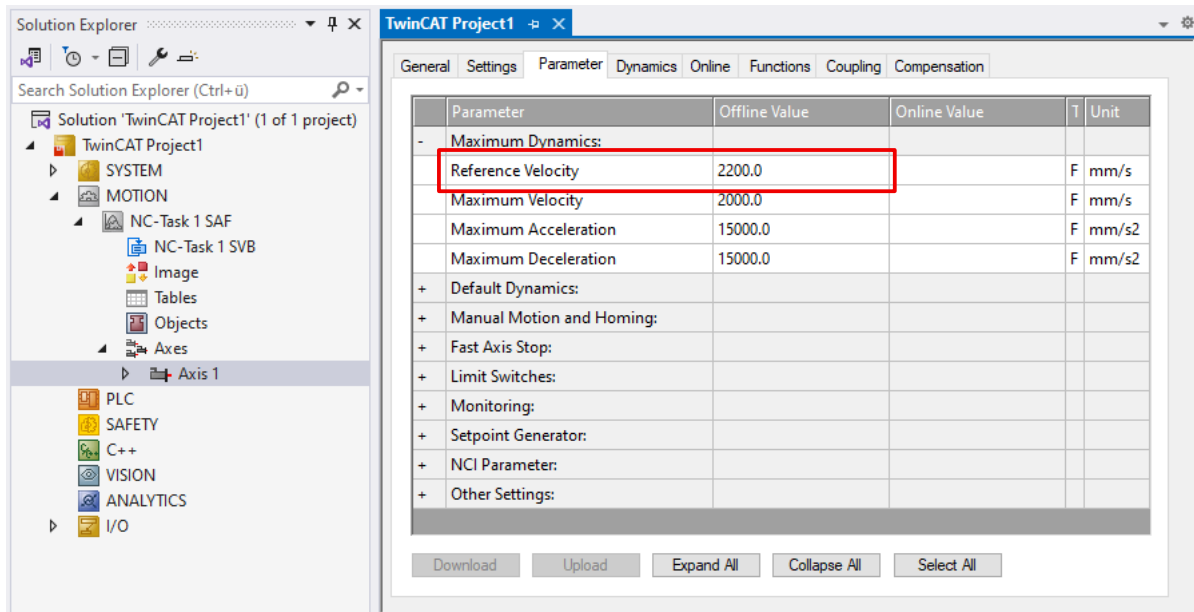 Solution Explorer
Search Solution Explorer (Ctrl+ü)
Solution 'TwinCAT Project1' (1 of 1 project)
TwinCAT Project1
SYSTEM
MOTION
NC-Task 1 SAF
NC-Task 1 SVB
Image
Tables
Objects
Axes
Axis 1
PLC
SAFETY
C++
VISION
ANALYTICS
I/O
TwinCAT Project1
General Settings Parameter Dynamics Online Functions Coupling Compensation
Parameter Offline Value Online Value T Unit
- Maximum Dynamics:
Reference Velocity 2200.0 F mm/s
Maximum Velocity 2000.0 F mm/s
Maximum Acceleration 15000.0 F mm/s2
Maximum Deceleration 15000.0 F mm/s2
+ Default Dynamics:
+ Manual Motion and Homing:
+ Fast Axis Stop:
+ Limit Switches:
+ Monitoring:
+ Setpoint Generator:
+ NCI Parameter:
+ Other Settings:
Download Upload Expand All Collapse All Select All